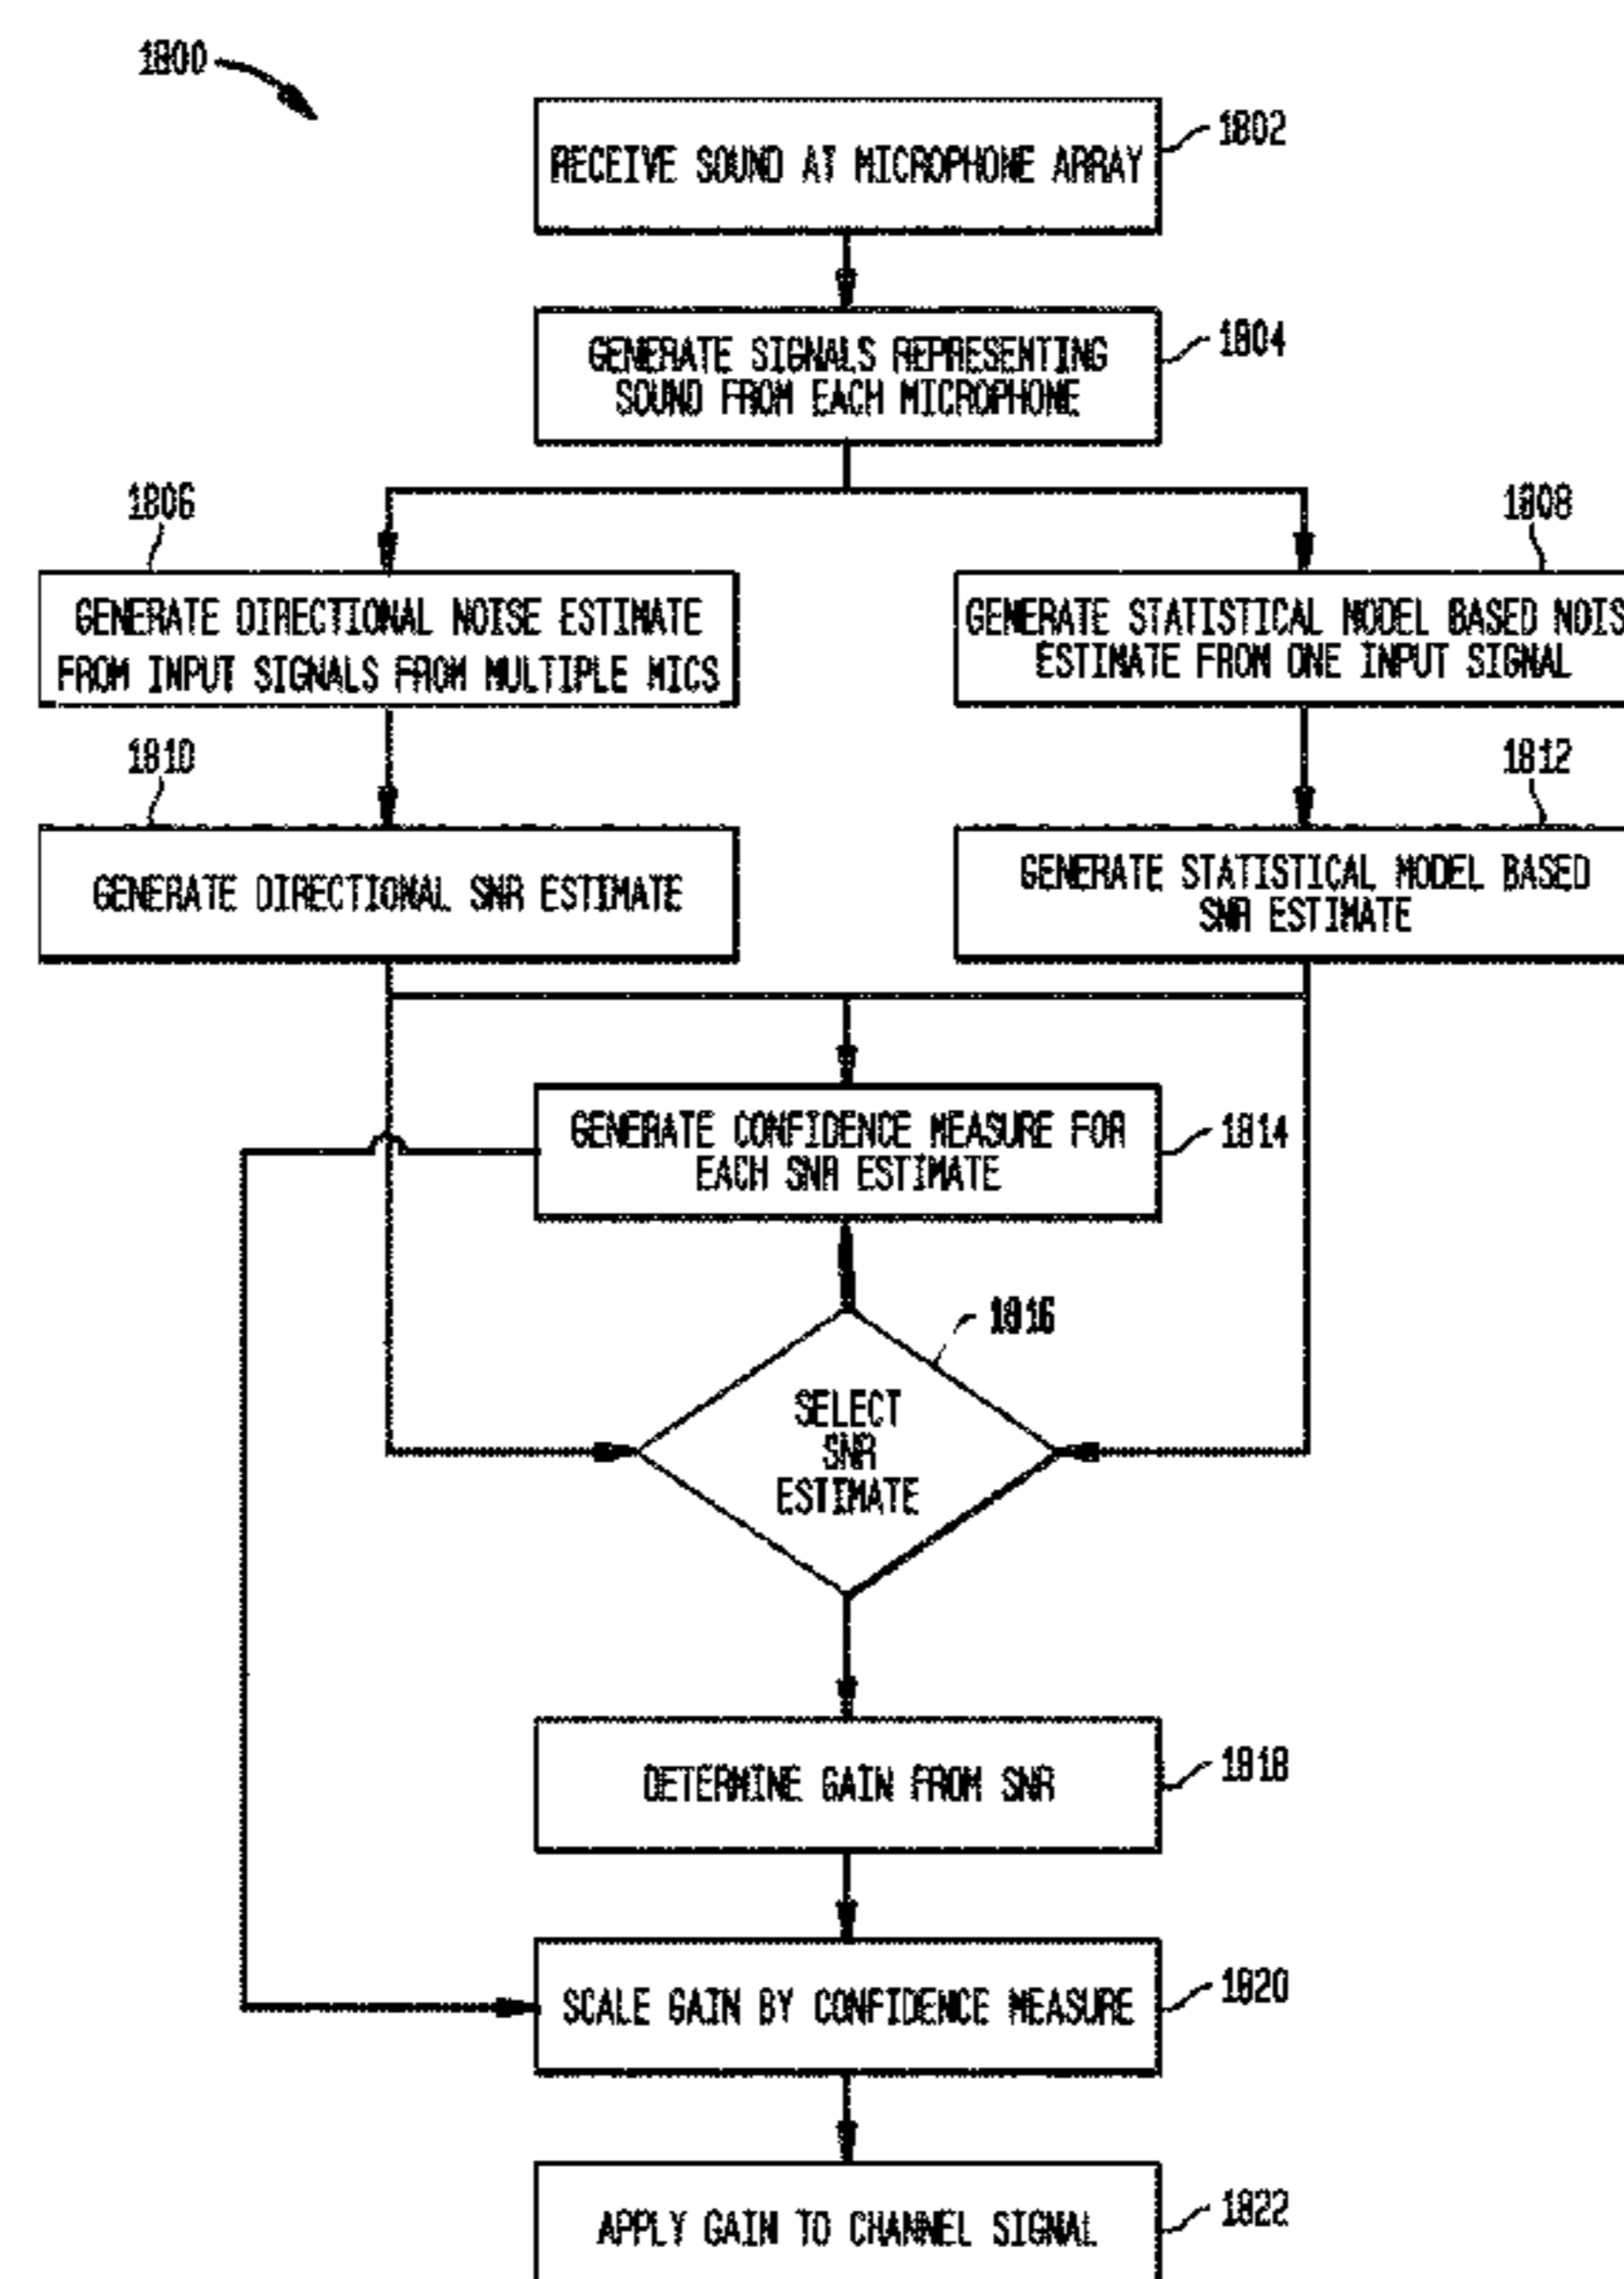 1800
1802
RECEIVE SOUND AT MICROPHONE ARRAY
1804
GENERATE SIGNALS REPRESENTING
SOUND FROM EACH MICROPHONE
1806
1808
GENERATE DIRECTIONAL NOISE ESTIMATE
FROM INPUT SIGNALS FROM MULTIPLE MICS
GENERATE STATISTICAL MODEL BASED NOIS
ESTIMATE FROM ONE INPUT SIGNAL
1810
1812
GENERATE DIRECTIONAL SNR ESTIMATE
GENERATE STATISTICAL MODEL BASED
SNR ESTIMATE
GENERATE CONFIDENCE MEASURE FOR
EACH SNR ESTIMATE
1814
1816
SELECT
SNR
ESTIMATE
1818
DETERMINE GAIN FROM SNR
1820
SCALE GAIN BY CONFIDENCE MEASURE
1822
APPLY GAIN TO CHANNEL SIGNAL